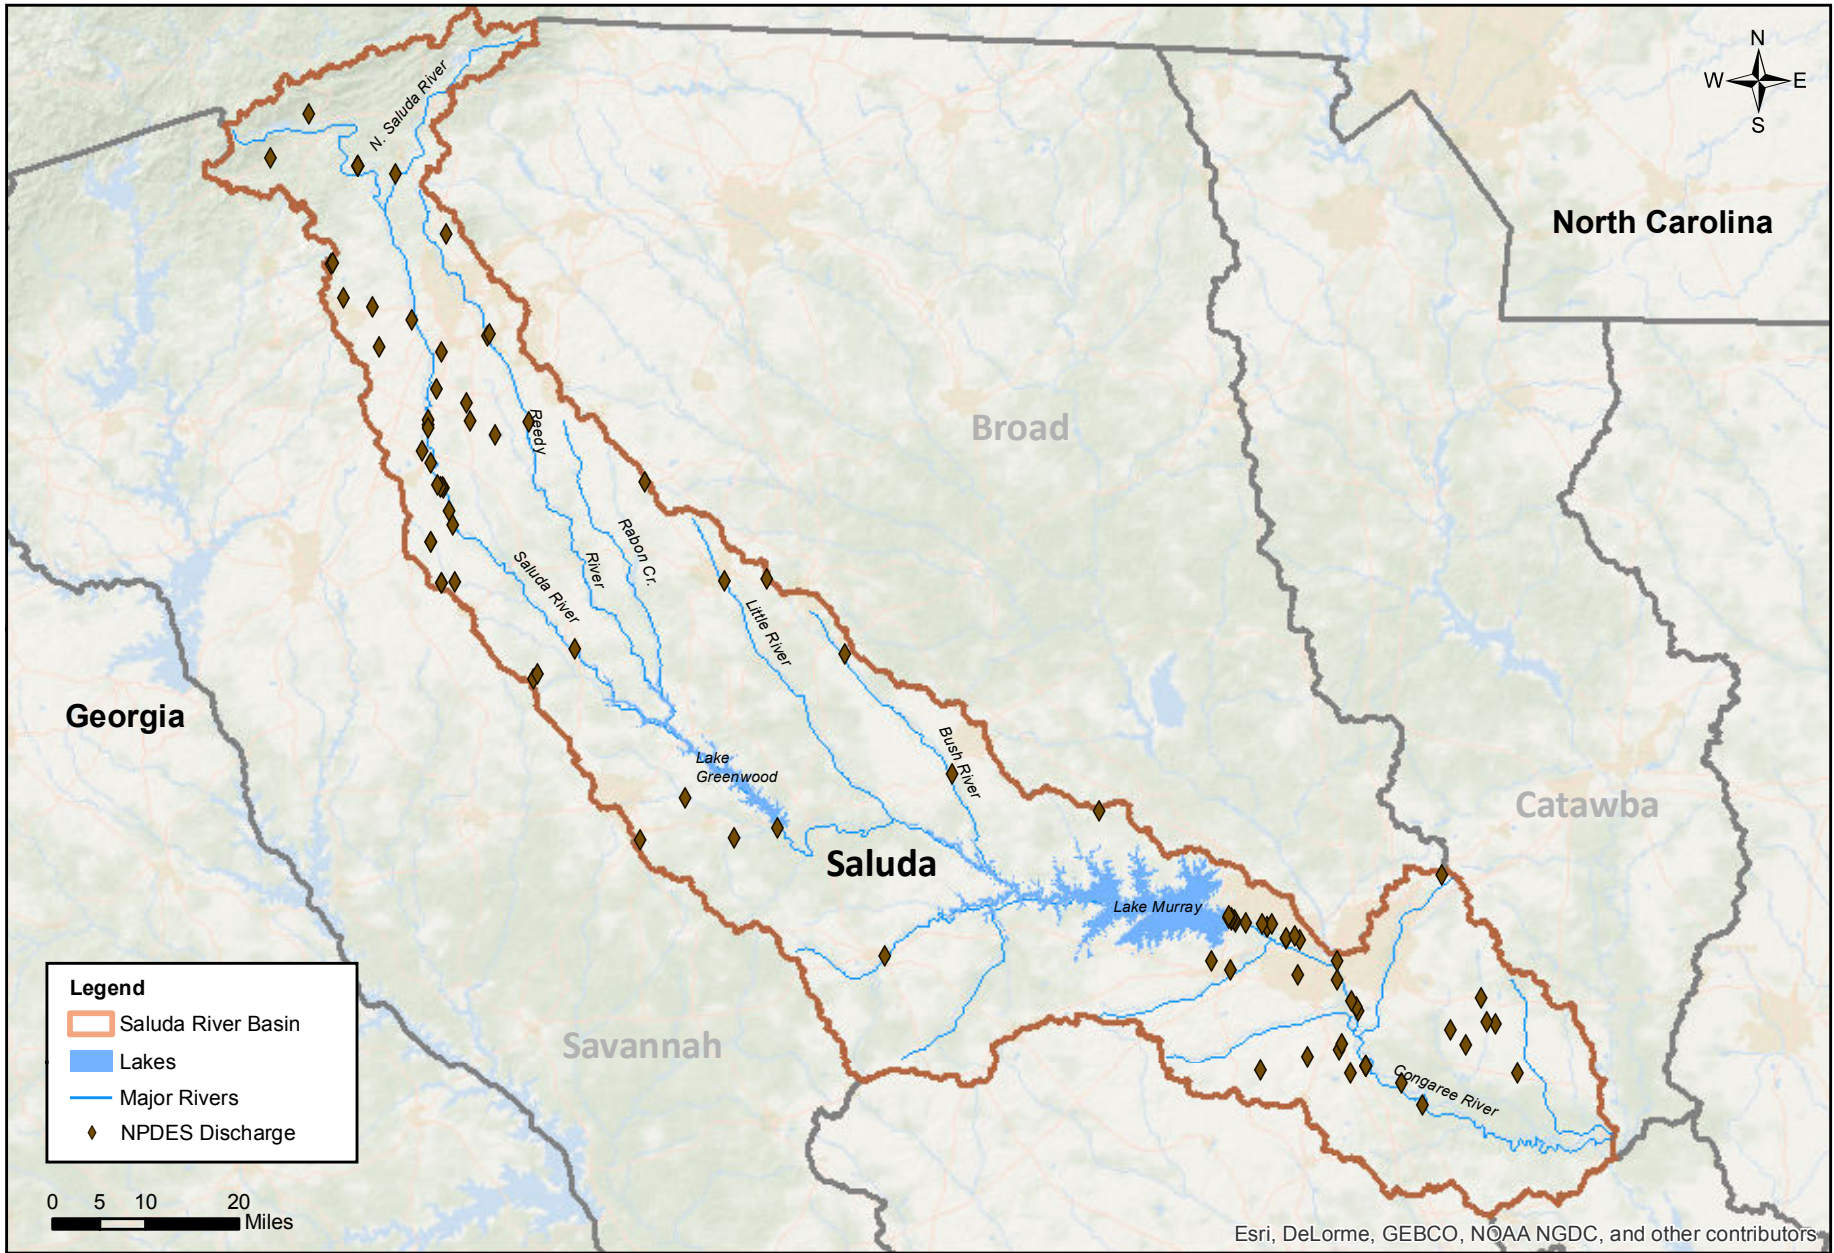 N
W E
S
N. Saluda River
North Carolina
Broad
Reedy
River
Rabon Cr.
Saluda River
Little River
Georgia
Bush River
Lake
Greenwood
Catawba
Saluda
Lake Murray
Savannah
Congaree River
Legend
Saluda River Basin
Lakes
Major Rivers
NPDES Discharge
0 5 10 20
Miles
Esri, DeLorme, GEBCO, NOAA NGDC, and other contributors